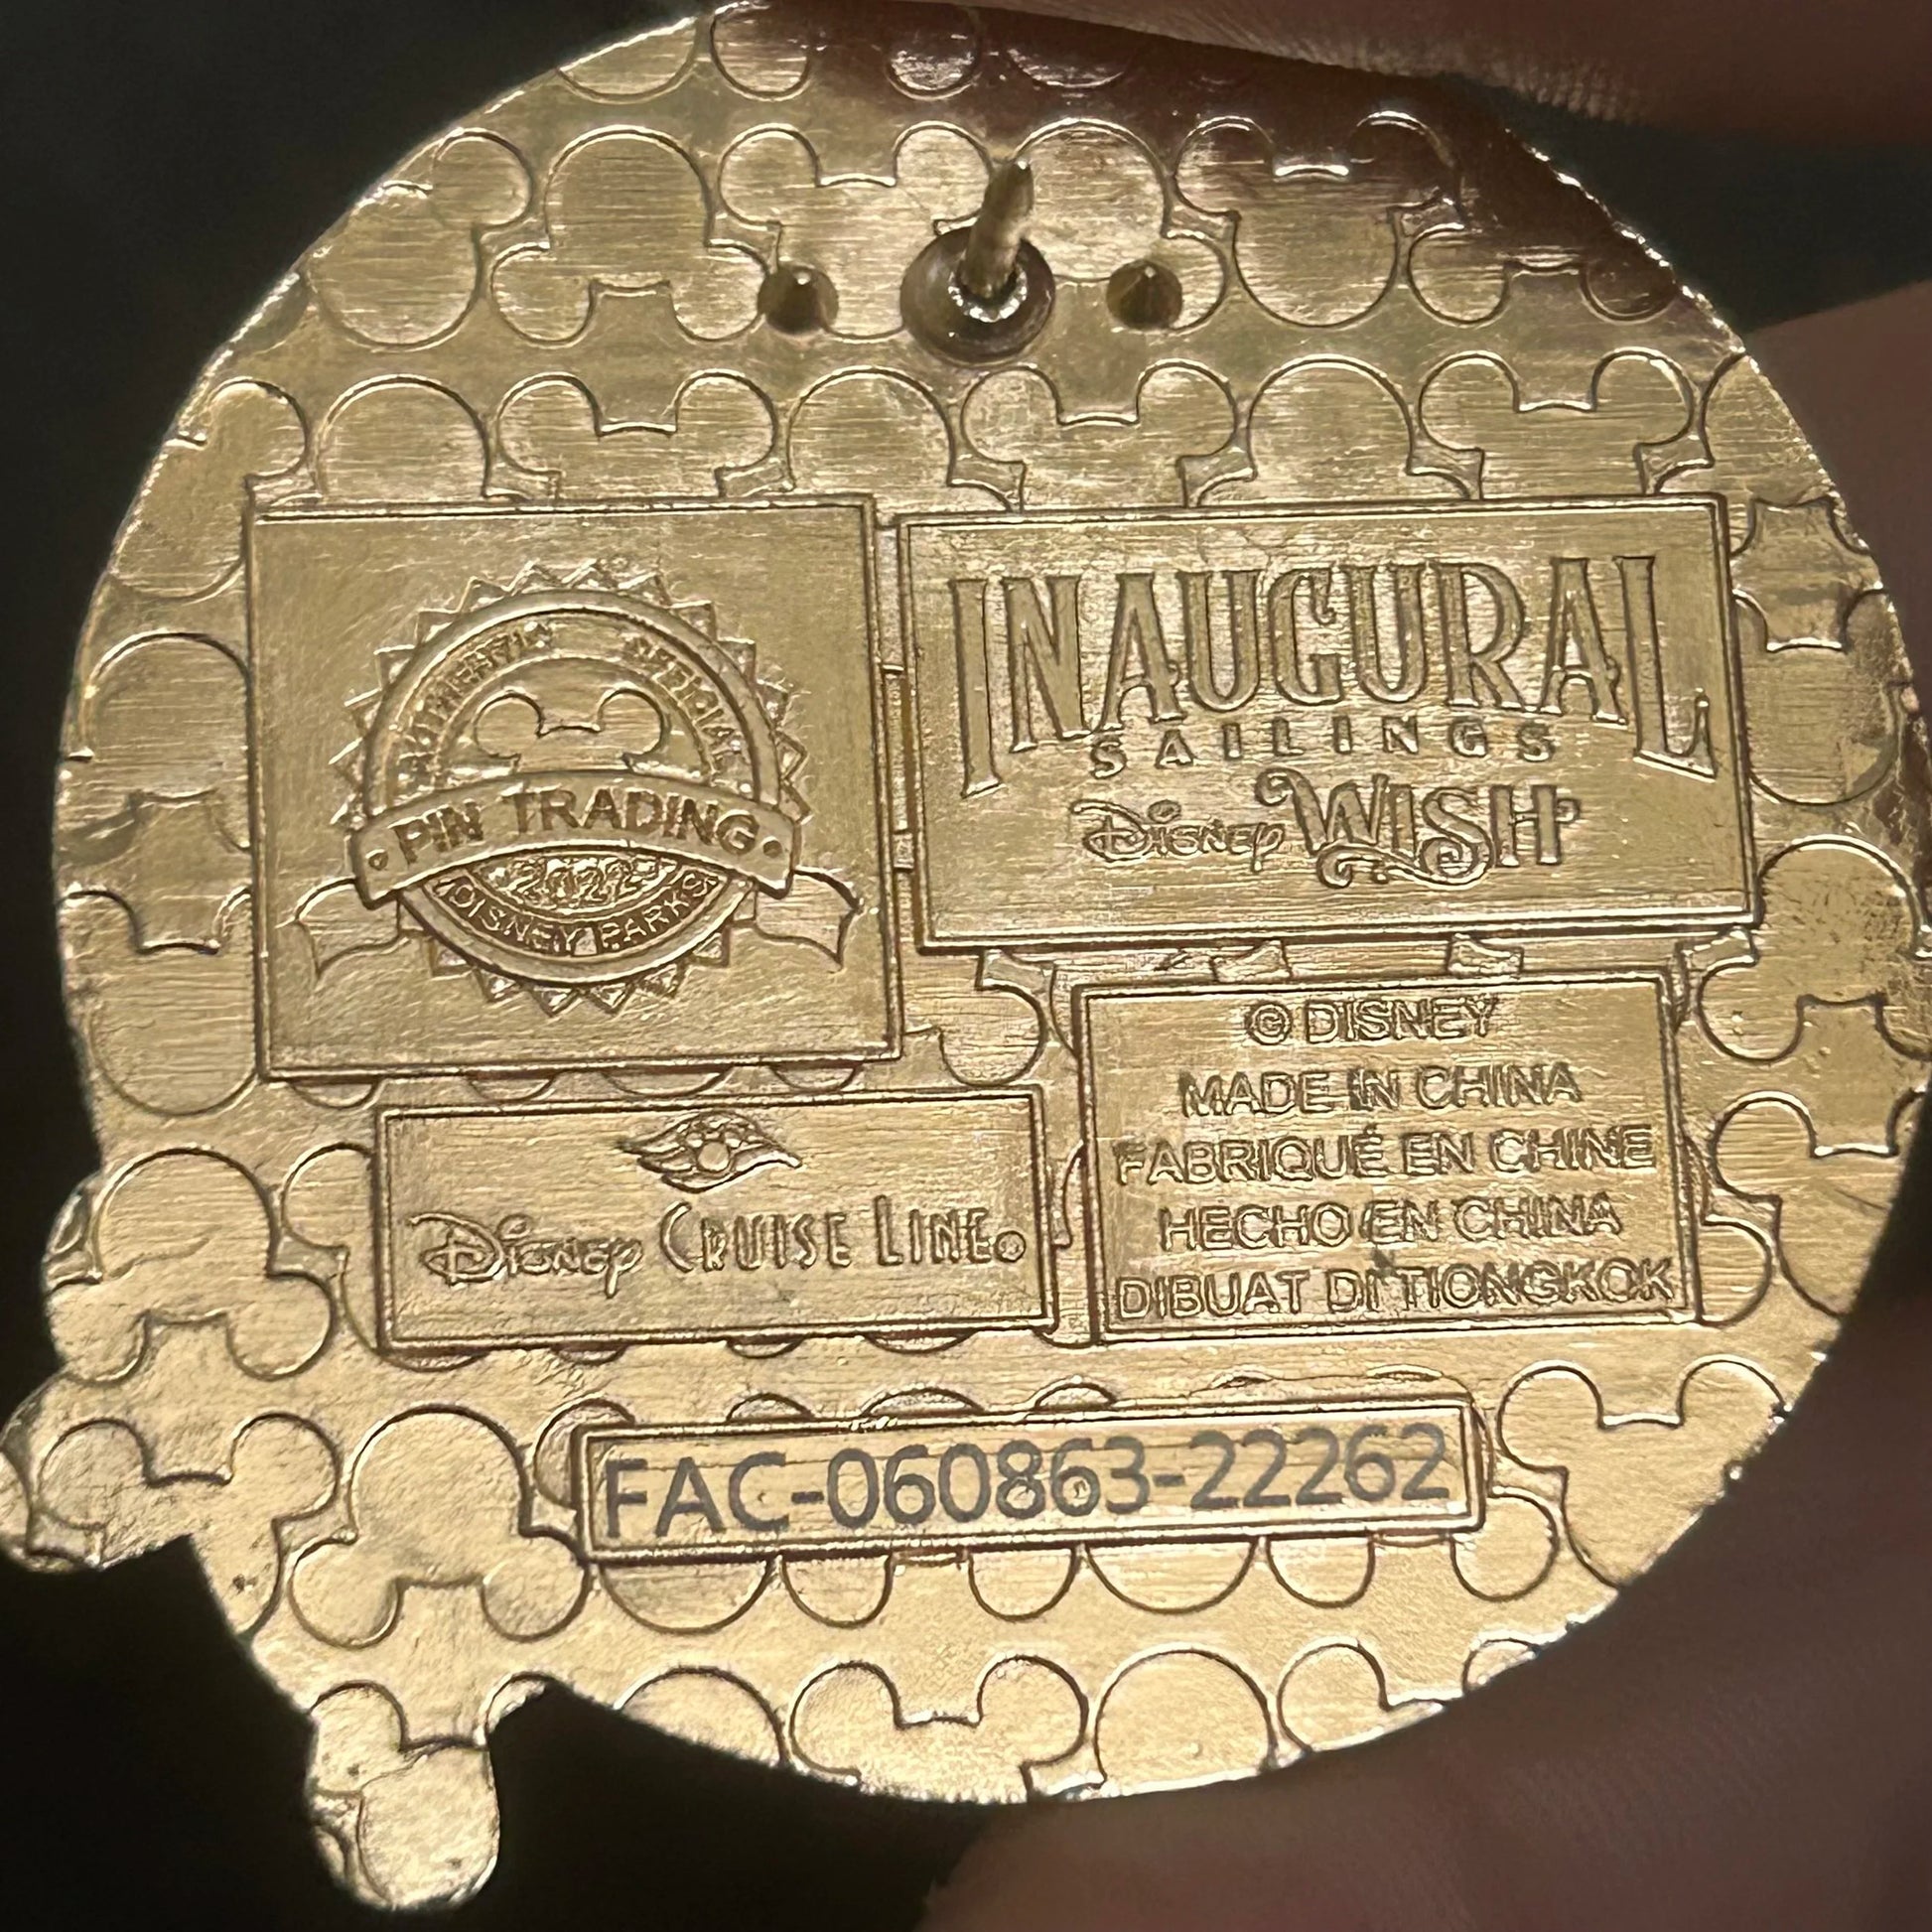 AUTHENTIC OFFICIAL
PIN TRADING
2022
DISNEY PARKS
INAUGURAL
SAILINGS
Disney WISH
Disney CRUISE LINE®
© DISNEY
MADE IN CHINA
FABRIQUÉ EN CHINE
HECHO EN CHINA
DIBUAT DI TIONGKOK
FAC-060863-22262